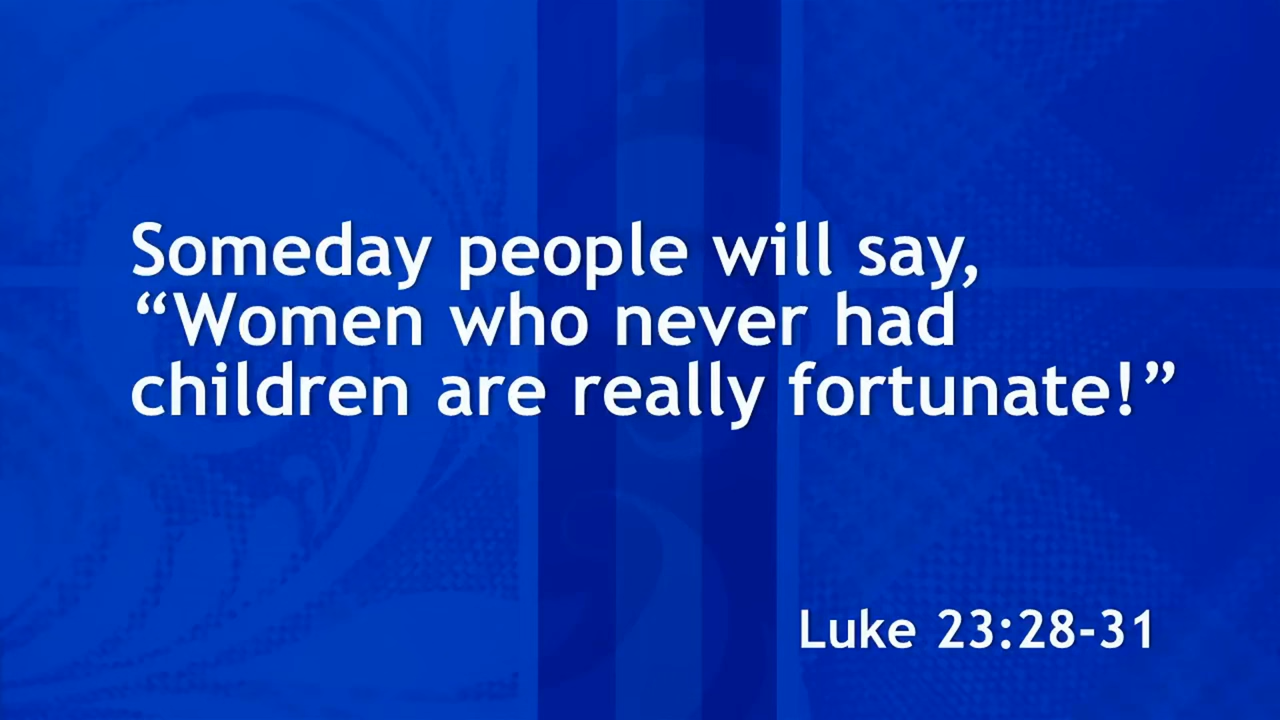 Someday people will say,
“Women who never had
children are really fortunate!”
Luke 23:28-31